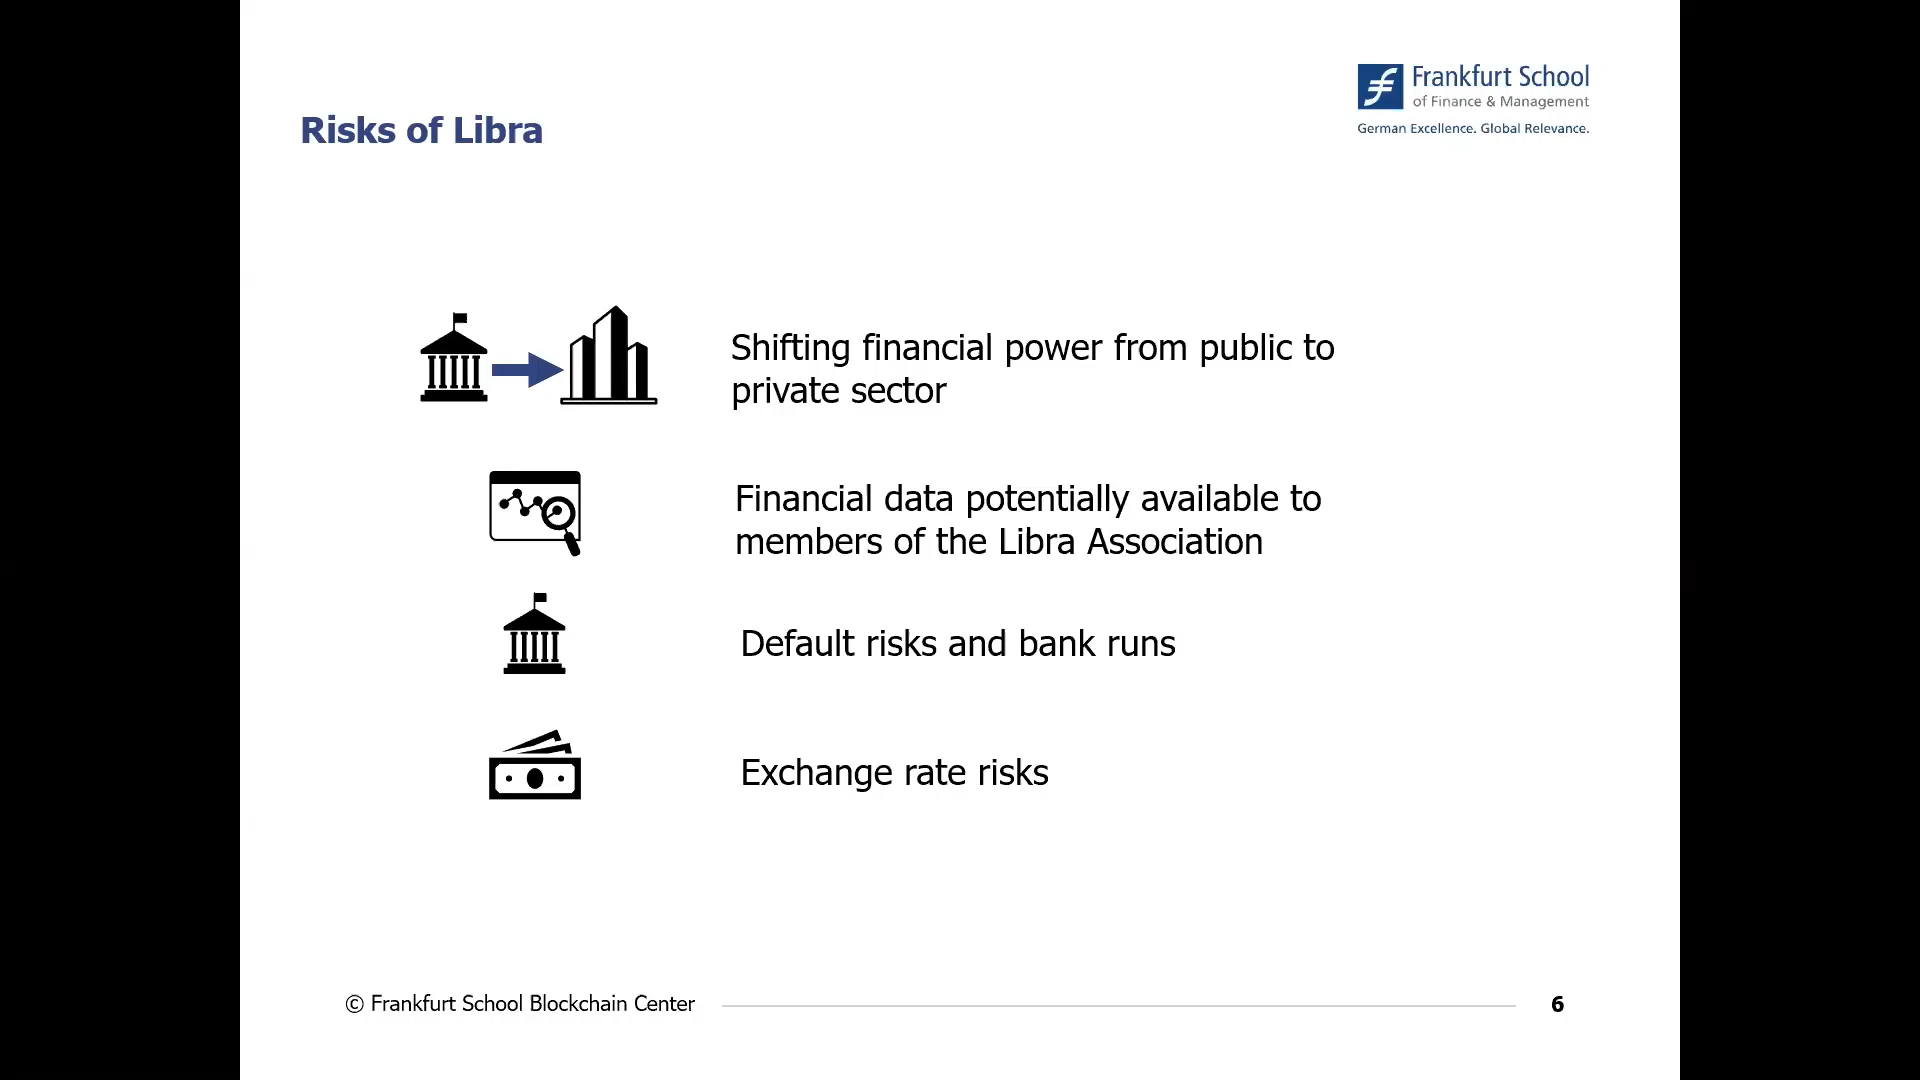 Frankfurt School
of Finance & Management
German Excellence. Global Relevance.
Risks of Libra
Shifting financial power from public to
private sector
Financial data potentially available to
members of the Libra Association
Default risks and bank runs
Exchange rate risks
© Frankfurt School Blockchain Center
6